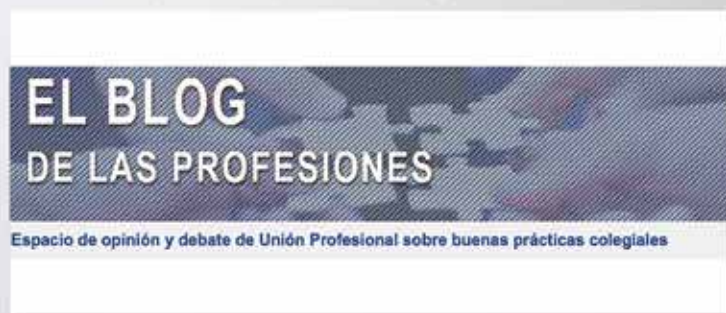 EL BLOG
DE LAS PROFESIONES
Espacio de opinión y debate de Unión Profesional sobre buenas prácticas colegiales